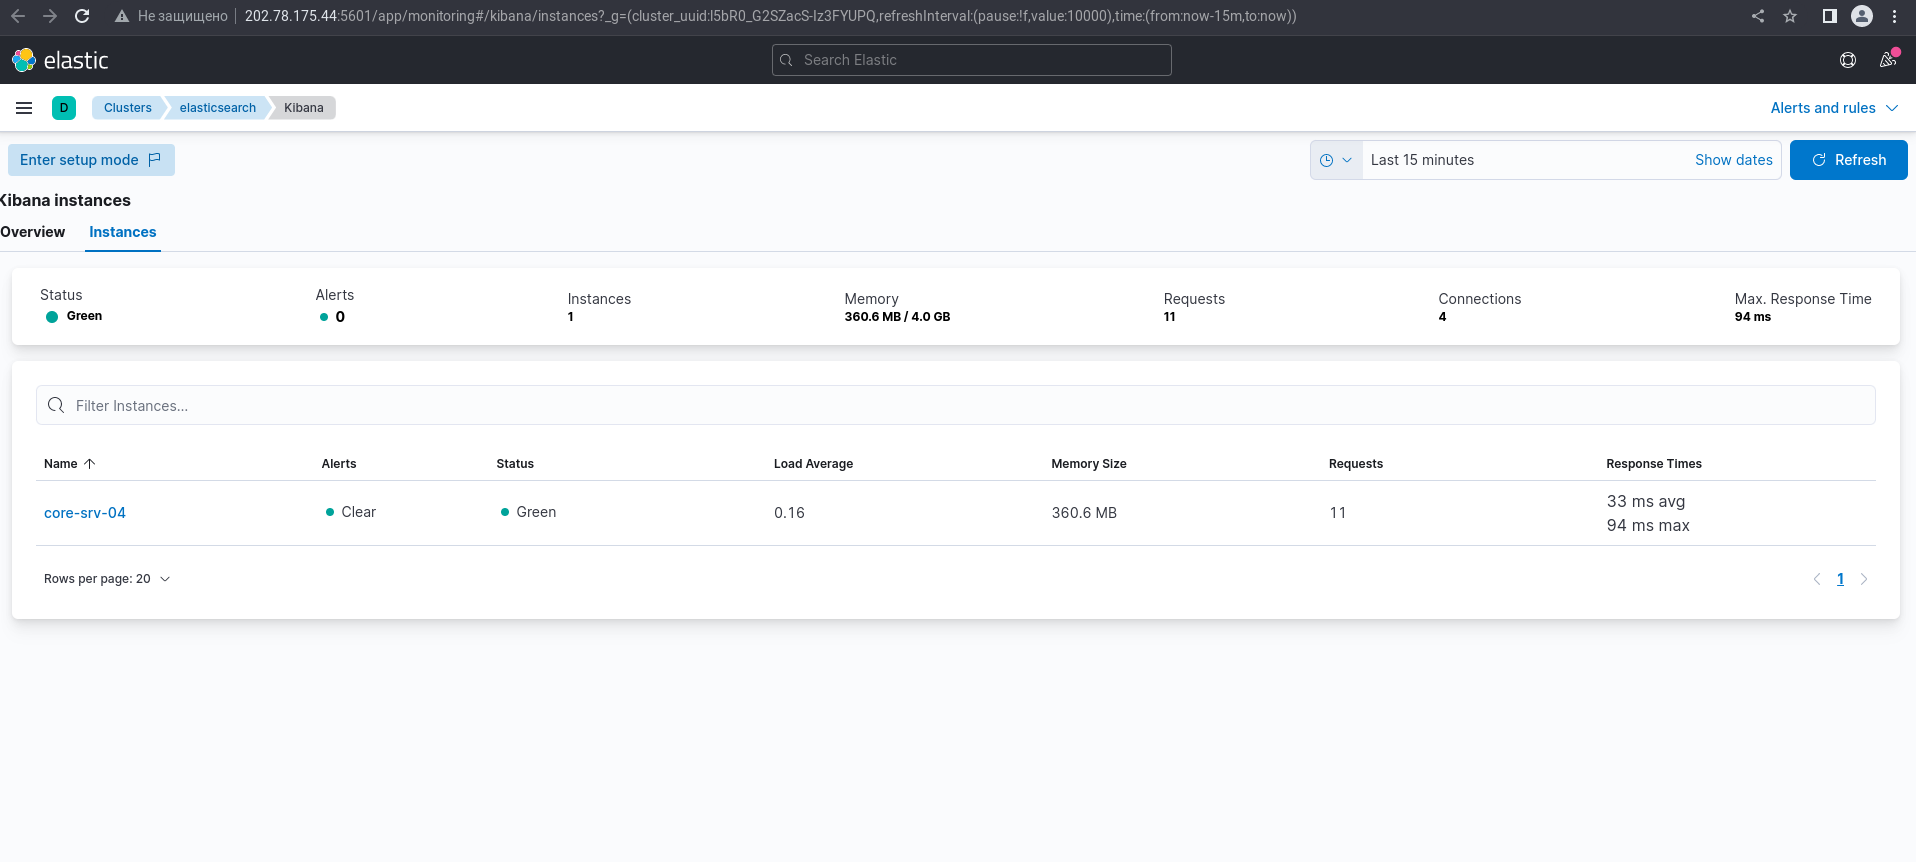 Не защищено 202.78.175.44:5601/app/monitoring#/kibana/instances?_g=(cluster_uuid:l5bR0_G2SZacS-Iz3FYUPQ,refreshInterval:(pause:!f,value:10000),time:(from:now-15m,to:now))
elastic Search Elastic
D Clusters elasticsearch Kibana Alerts and rules
Enter setup mode Last 15 minutes Show dates Refresh
Kibana instances
Overview Instances
Status Alerts Instances Memory Requests Connections Max. Response Time
Green 0 1 360.6 MB / 4.0 GB 11 4 94 ms
Filter Instances...
Name Alerts Status Load Average Memory Size Requests Response Times
core-srv-04 Clear Green 0.16 360.6 MB 11 33 ms avg
94 ms max
Rows per page: 20 1